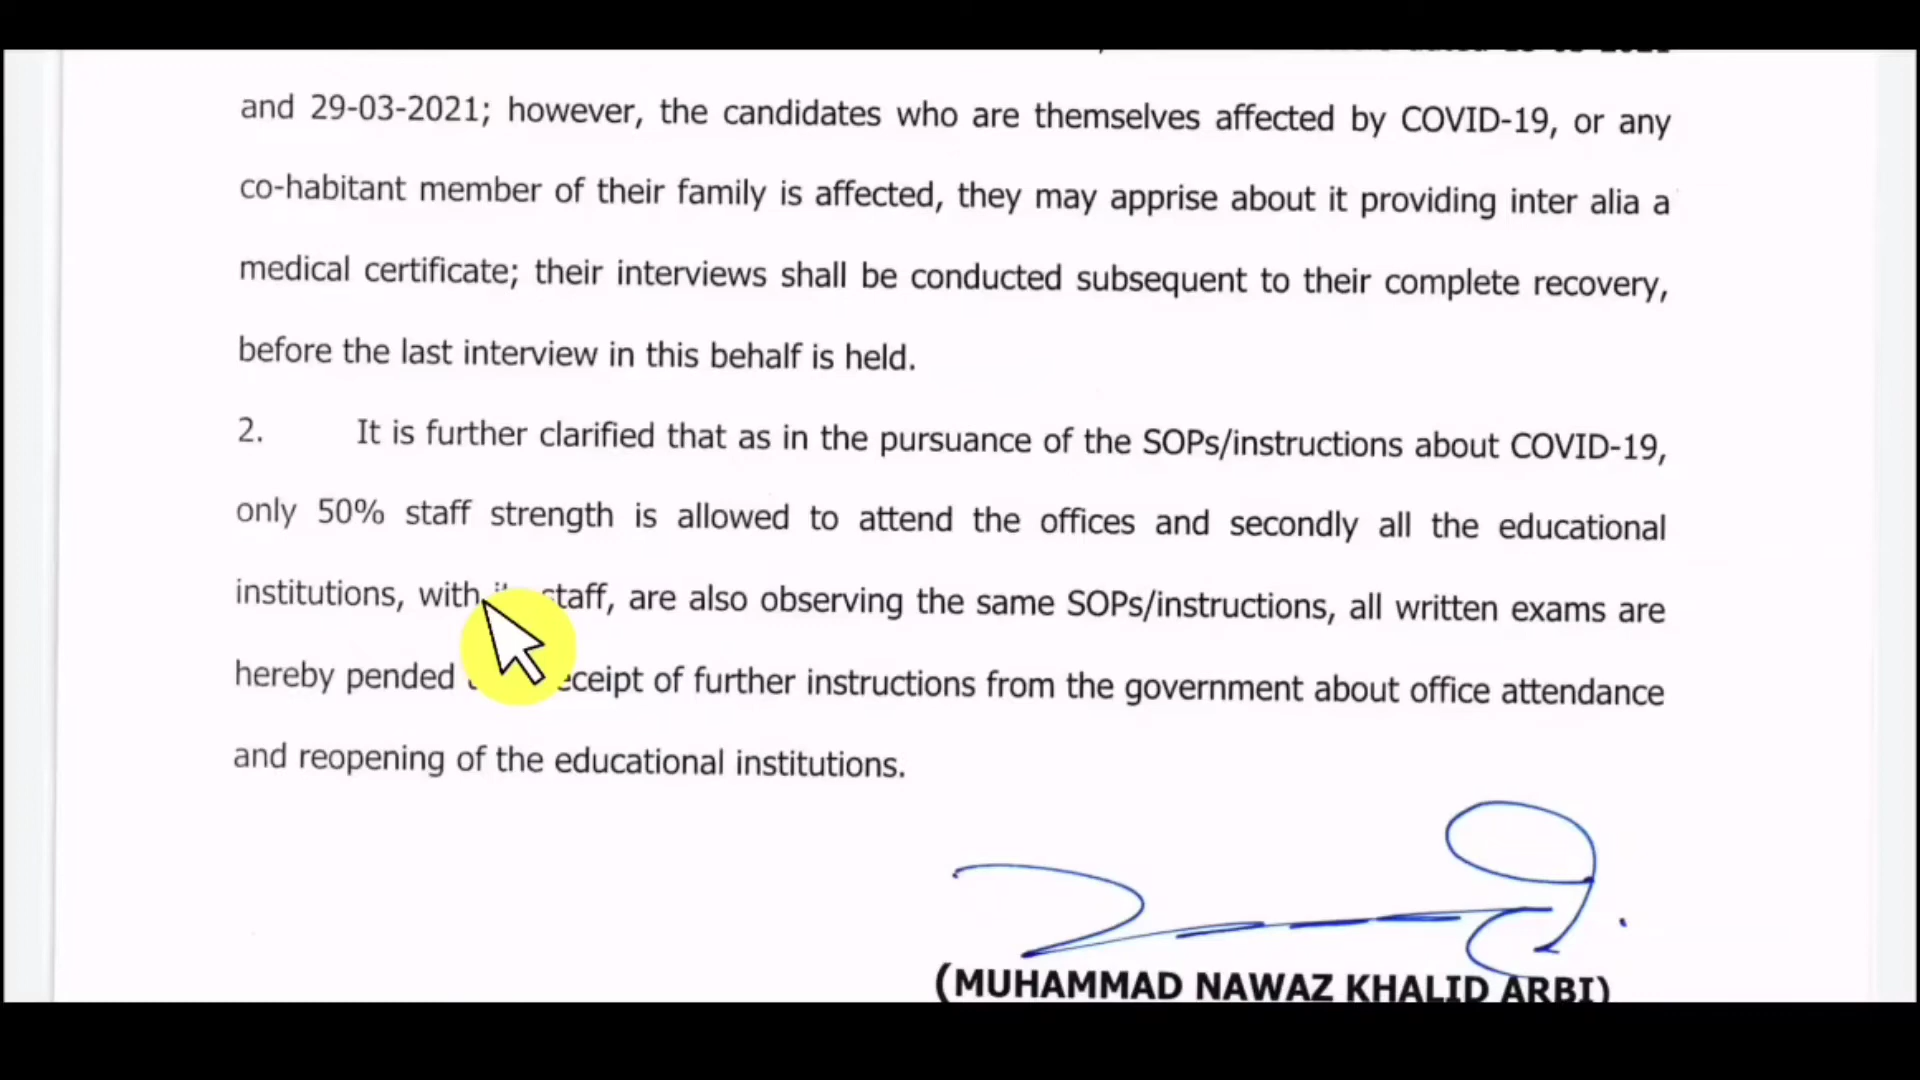 and 29-03-2021; however, the candidates who are themselves affected by COVID-19, or any
co-habitant member of their family is affected, they may apprise about it providing inter alia a
medical certificate; their interviews shall be conducted subsequent to their complete recovery,
before the last interview in this behalf is held.
2. It is further clarified that as in the pursuance of the SOPs/instructions about COVID-19,
only 50% staff strength is allowed to attend the offices and secondly all the educational
institutions, with staff, are also observing the same SOPs/instructions, all written exams are
hereby pended of further instructions from the government about office attendance
and reopening of the educational institutions.
(MUHAMMAD NAWAZ KHALID ARBI)